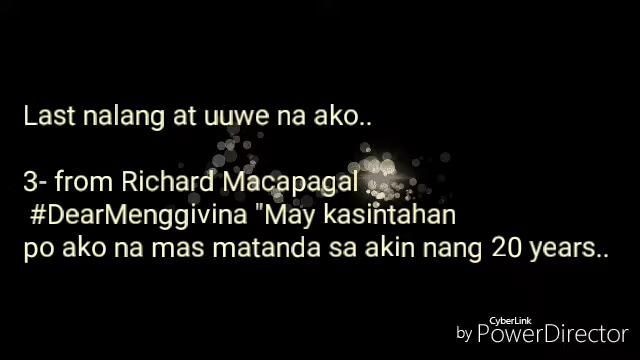 Last nalang at uuwe na ako..
3- from Richard Macapagal
#DearMenggivina "May kasintahan
po ako na mas matanda sa akin nang 20 years..
CyberLink
by PowerDirector